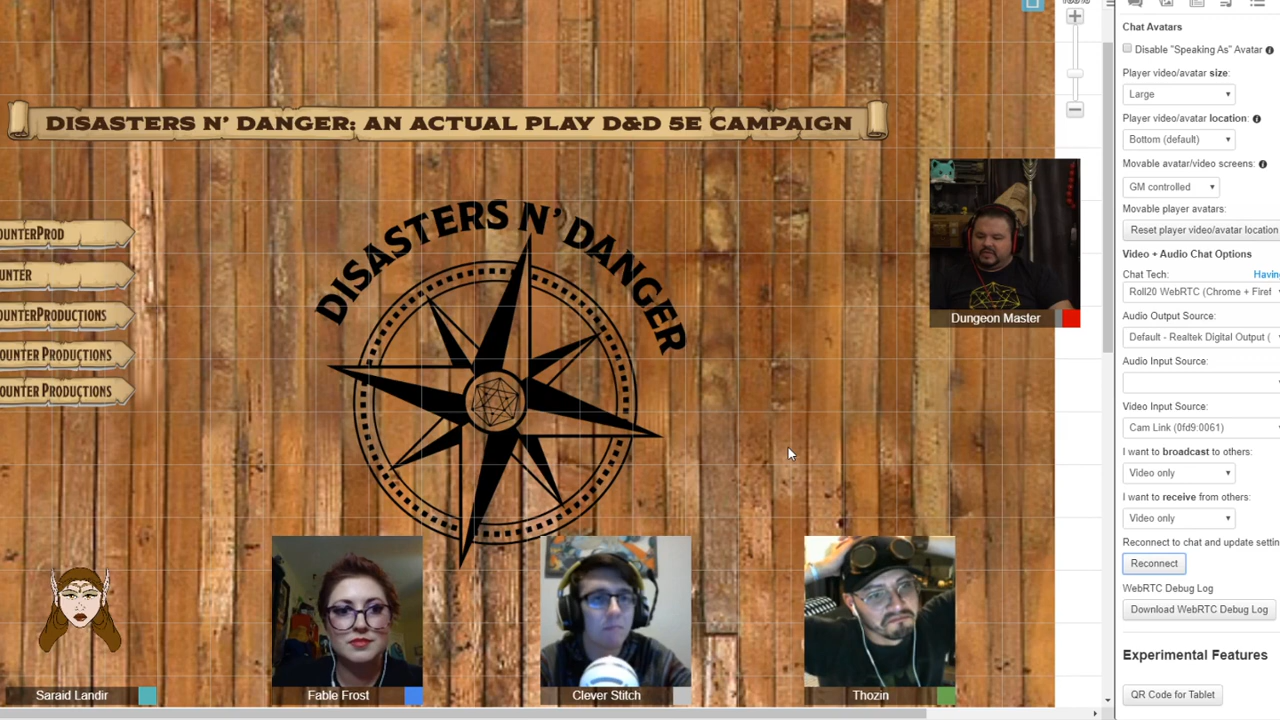 DISASTERS N' DANGER: AN ACTUAL PLAY D&D 5E CAMPAIGN
OUNTERPROD
UNTER
OUNTERPRODUCTIONS
OUNTER PRODUCTIONS
OUNTER PRODUCTIONS
DISASTERS N' DANGER
Dungeon Master
Saraid Landir
Fable Frost
Clever Stitch
Thozin
Chat Avatars
Disable "Speaking As" Avatar
Player video/avatar size:
Large
Player video/avatar location:
Bottom (default)
Movable avatar/video screens:
GM controlled
Movable player avatars:
Reset player video/avatar location
Video + Audio Chat Options
Chat Tech:
Havin
Roll20 WebRTC (Chrome + Firef
Audio Output Source:
Default - Realtek Digital Output (
Audio Input Source:
Video Input Source:
Cam Link (0fd9:0061)
I want to broadcast to others:
Video only
I want to receive from others:
Video only
Reconnect to chat and update settin
Reconnect
WebRTC Debug Log
Download WebRTC Debug Log
Experimental Features
QR Code for Tablet